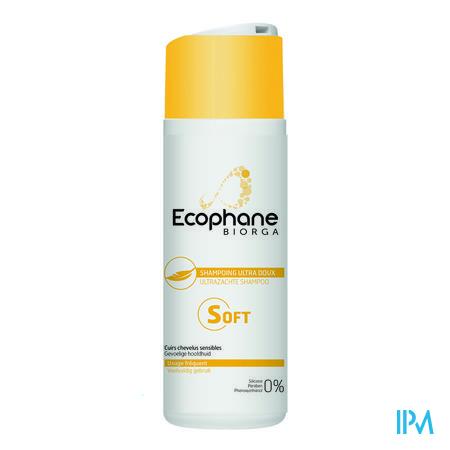 Ecophane
BIORGA
SHAMPOING ULTRA DOUX
ULTRAZACHTE SHAMPOO
SOFT
Cuirs chevelus sensibles
Gevoelige hoofdhuid
Usage fréquent
Veelvuldig gebruik
Silicone
Paraben
Phenoxyethanol
0%
IPM